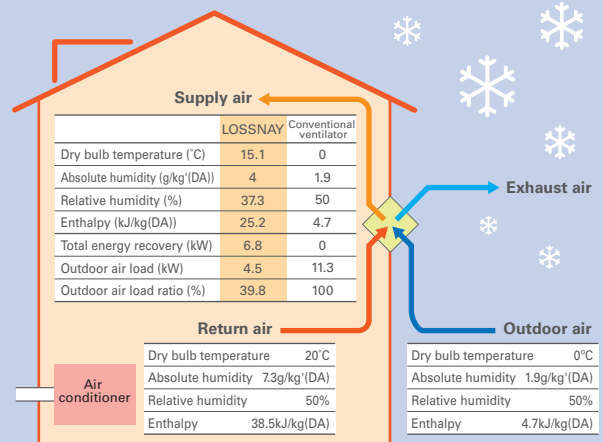 Supply air
LOSSNAY Conventional ventilator
Dry bulb temperature (˚C) 15.1 0
Absolute humidity (g/kg'(DA)) 4 1.9
Relative humidity (%) 37.3 50
Enthalpy (kJ/kg(DA)) 25.2 4.7
Total energy recovery (kW) 6.8 0
Outdoor air load (kW) 4.5 11.3
Outdoor air load ratio (%) 39.8 100
Exhaust air
Return air
Dry bulb temperature 20˚C
Absolute humidity 7.3g/kg'(DA)
Relative humidity 50%
Enthalpy 38.5kJ/kg(DA)
Outdoor air
Dry bulb temperature 0°C
Absolute humidity 1.9g/kg'(DA)
Relative humidity 50%
Enthalpy 4.7kJ/kg(DA)
Air
conditioner